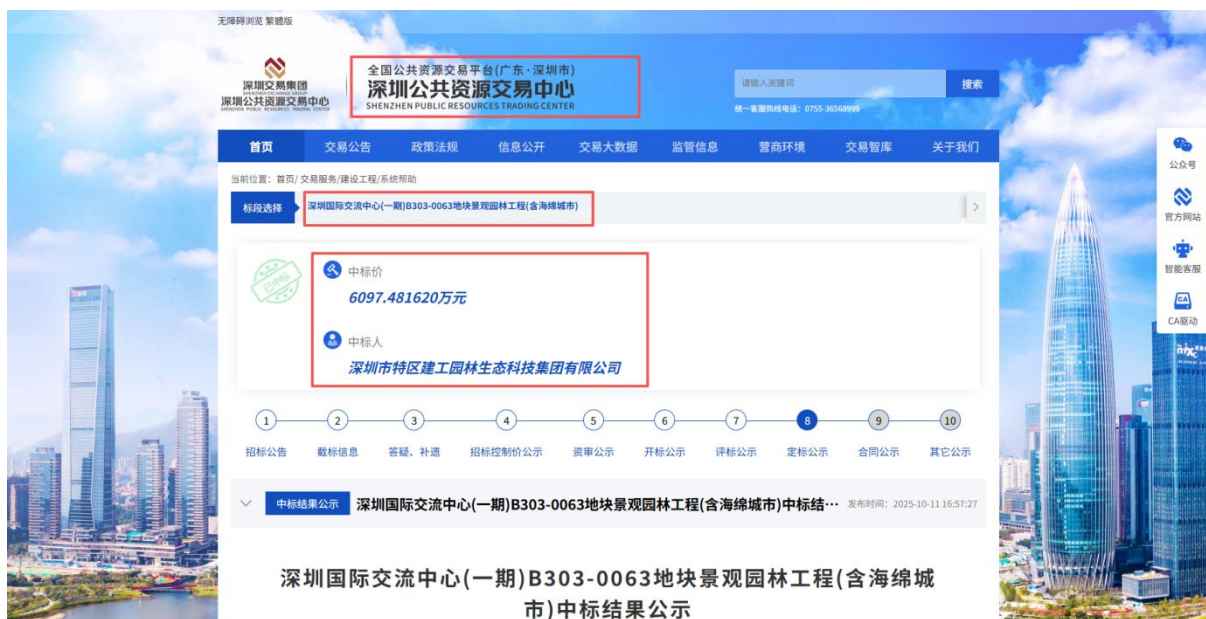 无障碍浏览 繁體版
深圳交易集团
SHENZHEN EXCHANGE GROUP
深圳公共资源交易中心
SHENZHEN PUBLIC RESOURCES TRADING CENTER
全国公共资源交易平台(广东·深圳市)
深圳公共资源交易中心
SHENZHEN PUBLIC RESOURCES TRADING CENTER
请输入关键词
搜索
统一客服热线电话：0755-36568999
首页 交易公告 政策法规 信息公开 交易大数据 监管信息 营商环境 交易智库 关于我们
当前位置：首页/ 交易服务/建设工程/系统帮助
标段选择
深圳国际交流中心(一期)B303-0063地块景观园林工程(含海绵城市)
已中标
中标价
6097.481620万元
中标人
深圳市特区建工园林生态科技集团有限公司
1 2 3 4 5 6 7 8 9 10
招标公告 截标信息 答疑、补遗 招标控制价公示 资审公示 开标公示 评标公示 定标公示 合同公示 其它公示
中标结果公示 深圳国际交流中心(一期)B303-0063地块景观园林工程(含海绵城市)中标结… 发布时间：2025-10-11 16:57:27
深圳国际交流中心(一期)B303-0063地块景观园林工程(含海绵城
市)中标结果公示
公众号
官方网站
智能客服
CA
CA驱动